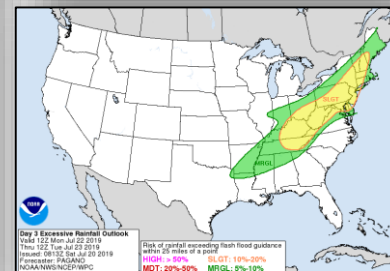 SLGT
MRGL
NOAA
Day 3 Excessive Rainfall Outlook
Valid 12Z Mon Jul 22 2019
Thru 12Z Tue Jul 23 2019
Issued: 0813Z Sat Jul 20 2019
Forecaster: PAGANO
NOAA/NWS/NCEP/WPC
Risk of rainfall exceeding flash flood guidance
within 25 miles of a point
HIGH: > 50% SLGT: 10%-20%
MDT: 20%-50% MRGL: 5%-10%